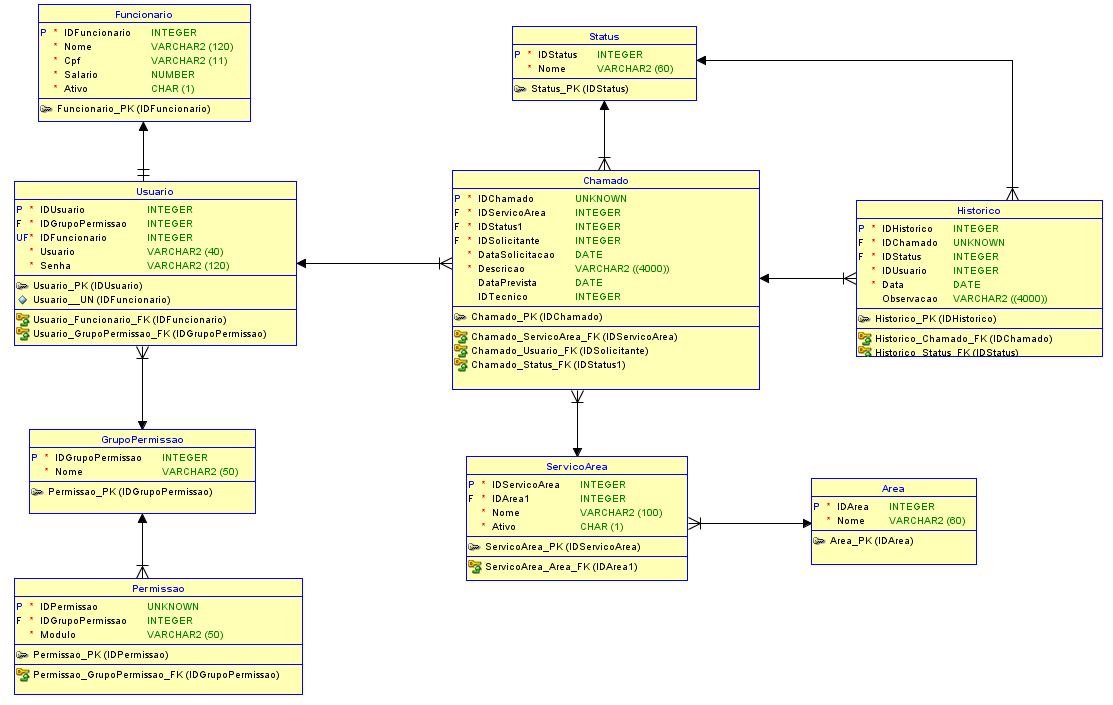 Funcionario
P * IDFuncionario INTEGER
* Nome VARCHAR2 (120)
* Cpf VARCHAR2 (11)
* Salario NUMBER
* Ativo CHAR (1)
Funcionario_PK (IDFuncionario)
Status
P * IDStatus INTEGER
* Nome VARCHAR2 (60)
Status_PK (IDStatus)
Usuario
P * IDUsuario INTEGER
F * IDGrupoPermissao INTEGER
UF* IDFuncionario INTEGER
* Usuario VARCHAR2 (40)
* Senha VARCHAR2 (120)
Usuario_PK (IDUsuario)
Usuario__UN (IDFuncionario)
Usuario_Funcionario_FK (IDFuncionario)
Usuario_GrupoPermissao_FK (IDGrupoPermissao)
Chamado
P * IDChamado UNKNOWN
F * IDServicoArea INTEGER
F * IDStatus1 INTEGER
F * IDSolicitante INTEGER
* DataSolicitacao DATE
* Descricao VARCHAR2 ((4000))
DataPrevista DATE
IDTecnico INTEGER
Chamado_PK (IDChamado)
Chamado_ServicoArea_FK (IDServicoArea)
Chamado_Usuario_FK (IDSolicitante)
Chamado_Status_FK (IDStatus1)
Historico
P * IDHistorico INTEGER
F * IDChamado UNKNOWN
F * IDStatus INTEGER
* IDUsuario INTEGER
* Data DATE
Observacao VARCHAR2 ((4000))
Historico_PK (IDHistorico)
Historico_Chamado_FK (IDChamado)
Historico_Status_FK (IDStatus)
GrupoPermissao
P * IDGrupoPermissao INTEGER
* Nome VARCHAR2 (50)
Permissao_PK (IDGrupoPermissao)
ServicoArea
P * IDServicoArea INTEGER
F * IDArea1 INTEGER
* Nome VARCHAR2 (100)
* Ativo CHAR (1)
ServicoArea_PK (IDServicoArea)
ServicoArea_Area_FK (IDArea1)
Area
P * IDArea INTEGER
* Nome VARCHAR2 (60)
Area_PK (IDArea)
Permissao
P * IDPermissao UNKNOWN
F * IDGrupoPermissao INTEGER
* Modulo VARCHAR2 (50)
Permissao_PK (IDPermissao)
Permissao_GrupoPermissao_FK (IDGrupoPermissao)